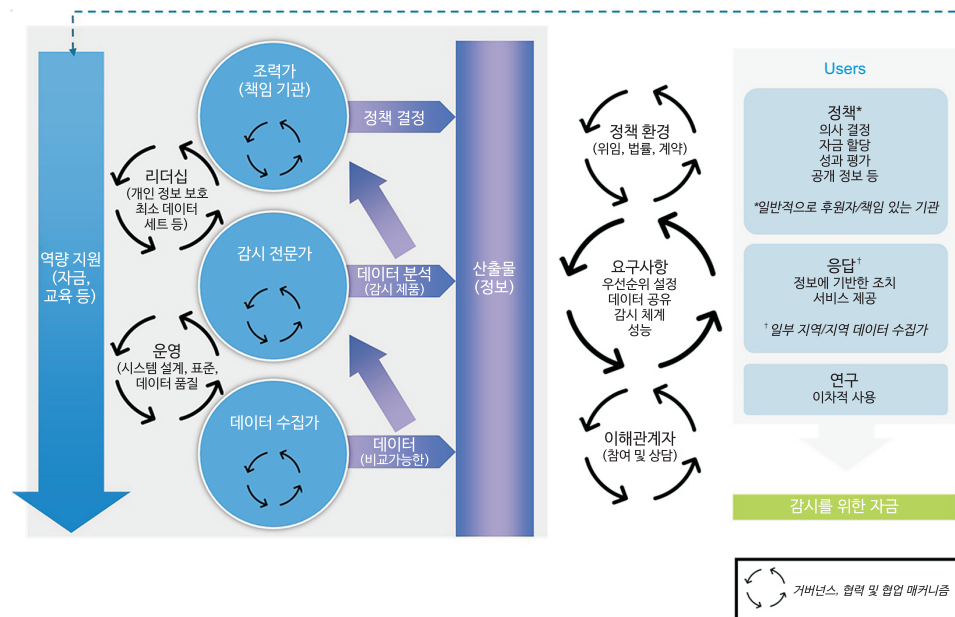 조력가
(책임 기관)
정책 결정
리더십
(개인 정보 보호
최소 데이터
세트 등)
역량 지원
(자금,
교육 등)
감시 전문가
데이터 분석
(감시 제품)
산출물
(정보)
운영
(시스템 설계, 표준,
데이터 품질
데이터 수집가
데이터
(비교가능한)
정책 환경
(위임, 법률, 계약)
요구사항
우선순위 설정
데이터 공유
감시 체계
성능
이해관계자
(참여 및 상담)
Users
정책*
의사 결정
자금 할당
성과 평가
공개 정보 등
*일반적으로 후원자/책임 있는 기관
응답†
정보에 기반한 조치
서비스 제공
† 일부 지역/지역 데이터 수집가
연구
이차적 사용
감시를 위한 자금
거버넌스, 협력 및 협업 매커니즘